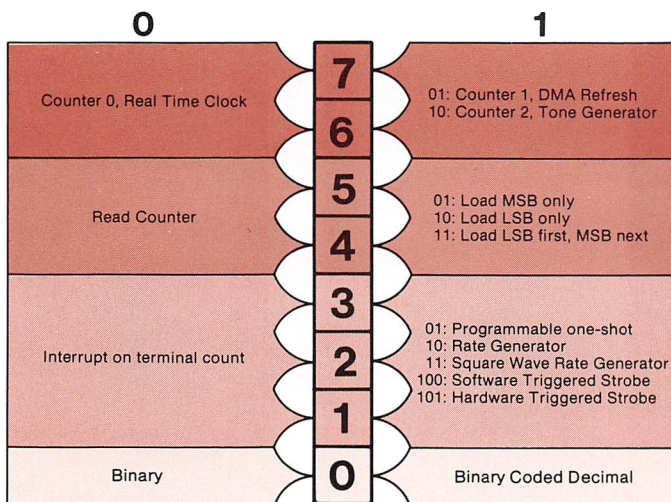 0
1
7
6
5
4
3
2
1
0
Counter 0, Real Time Clock
01: Counter 1, DMA Refresh
10: Counter 2, Tone Generator
Read Counter
01: Load MSB only
10: Load LSB only
11: Load LSB first, MSB next
Interrupt on terminal count
01: Programmable one-shot
10: Rate Generator
11: Square Wave Rate Generator
100: Software Triggered Strobe
101: Hardware Triggered Strobe
Binary
Binary Coded Decimal